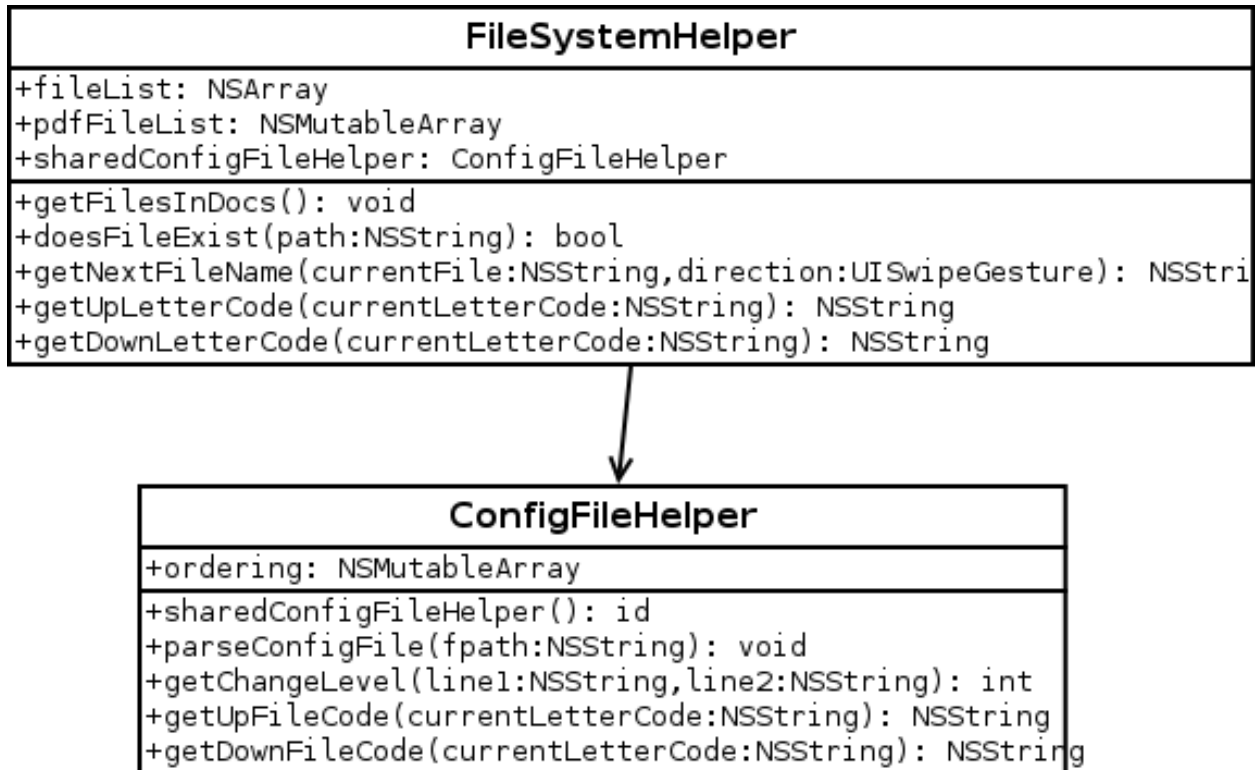 FileSystemHelper
+fileList: NSArray
+pdfFileList: NSMutableArray
+sharedConfigFileHelper: ConfigFileHelper
+getFilesInDocs(): void
+doesFileExist(path:NSString): bool
+getNextFileName(currentFile:NSString,direction:UISwipeGesture): NSStri
+getUpLetterCode(currentLetterCode:NSString): NSString
+getDownLetterCode(currentLetterCode:NSString): NSString
ConfigFileHelper
+ordering: NSMutableArray
+sharedConfigFileHelper(): id
+parseConfigFile(fpath:NSString): void
+getChangeLevel(line1:NSString,line2:NSString): int
+getUpFileCode(currentLetterCode:NSString): NSString
+getDownFileCode(currentLetterCode:NSString): NSString